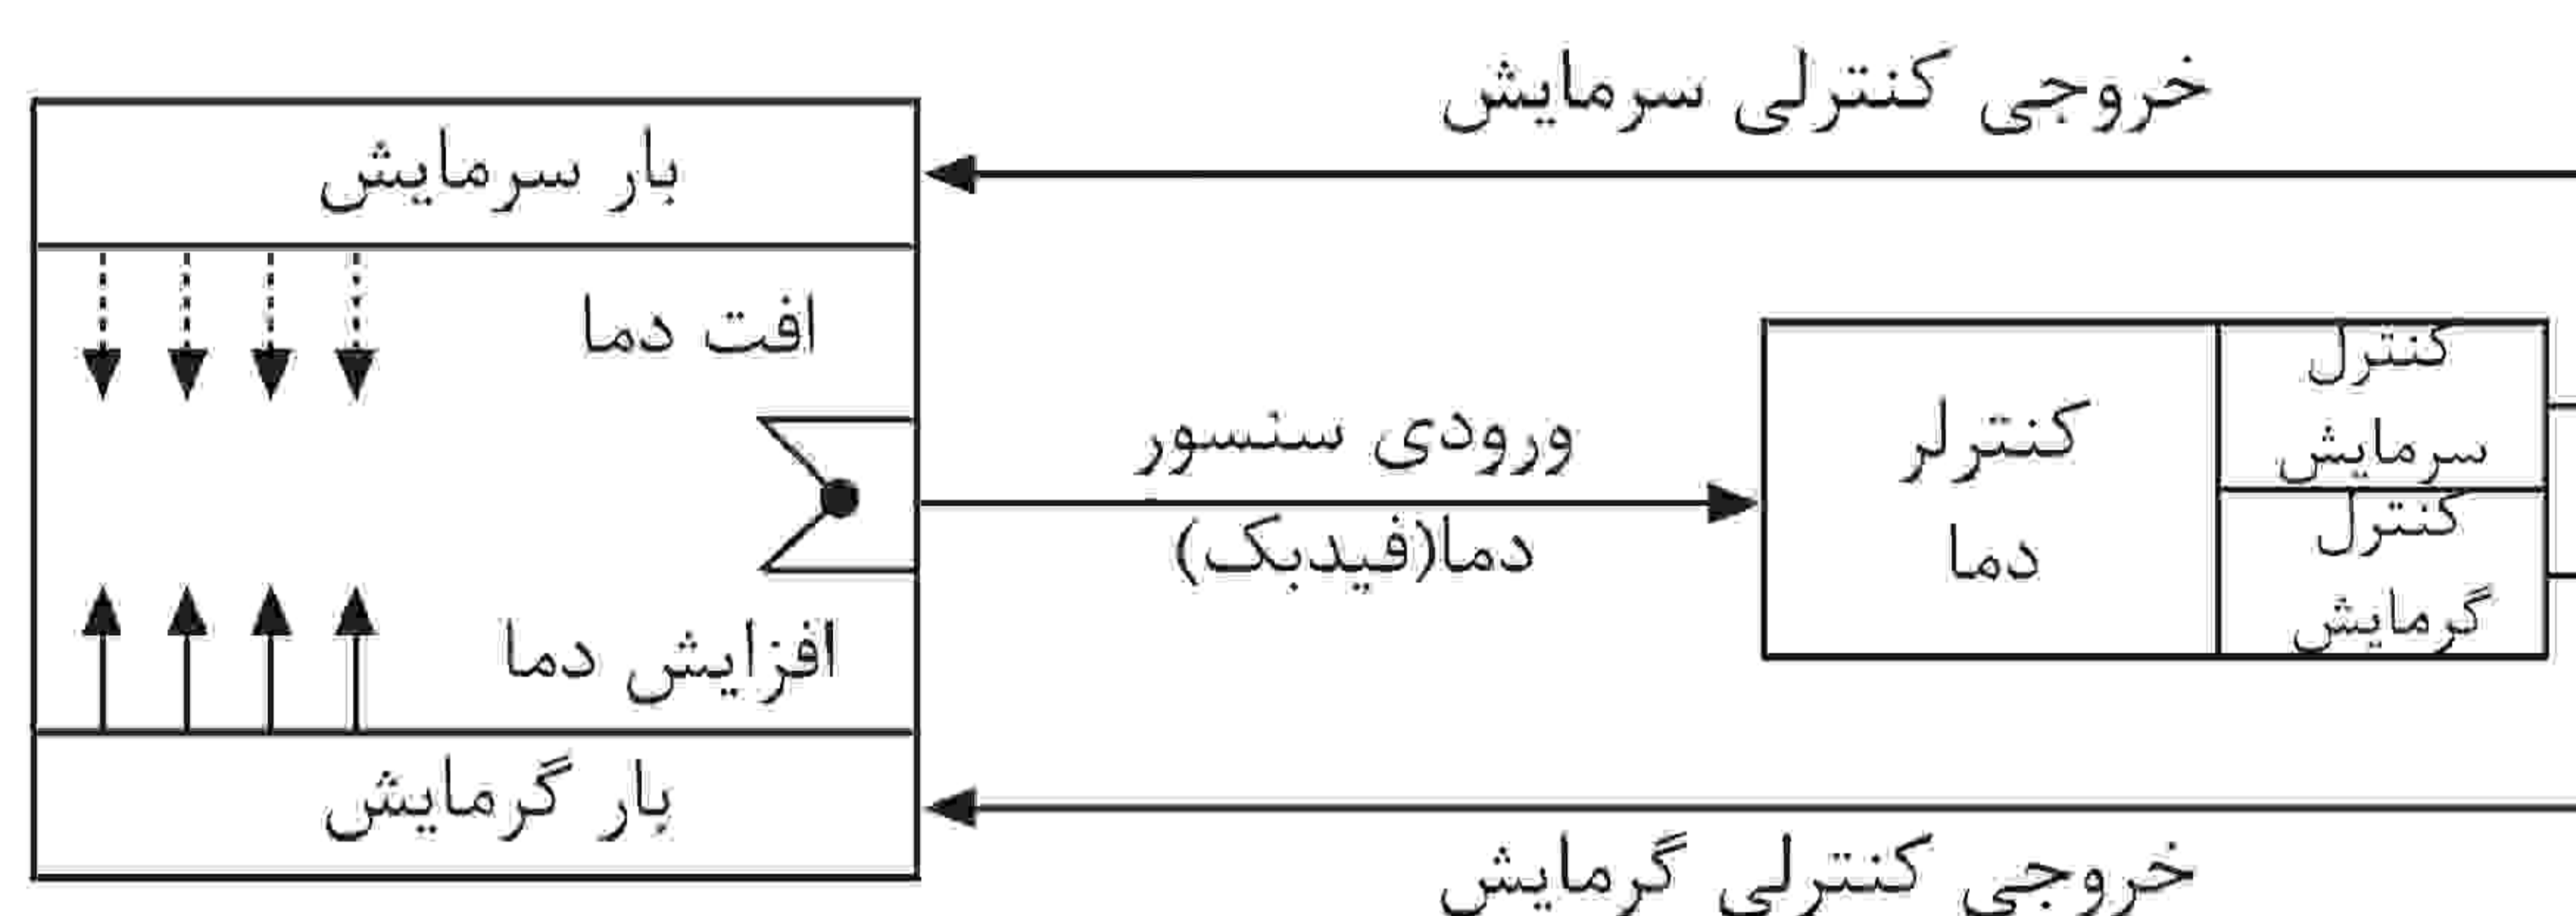 خروجی کنترلی سرمایش
بار سرمایش
افت دما
کنترل
سرمایش
ورودی سنسور
کنترلر
دما
دما(فیدبک)
کنترل
گرمایش
افزایش دما
بار گرمایش
خروجی کنترلی گرمایش